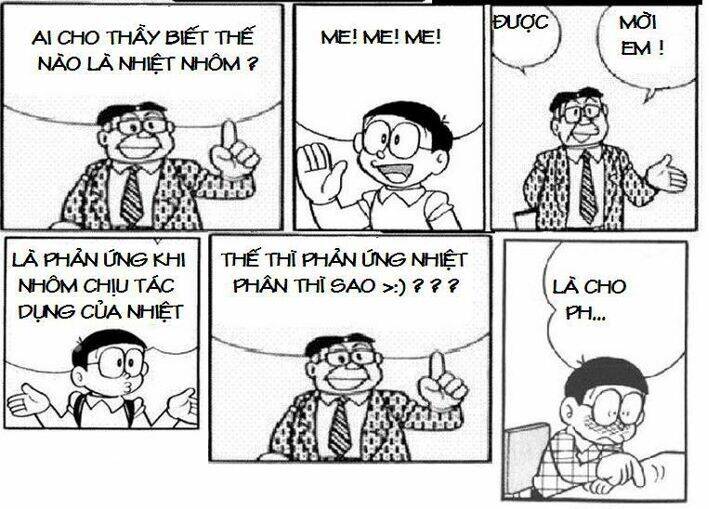 AI CHO THẦY BIẾT THẾ
NÀO LÀ NHIỆT NHÔM ?
ME! ME! ME!
ĐƯỢC
MỜI
EM !
LÀ PHẢN ỨNG KHI
NHÔM CHỊU TÁC
DỤNG CỦA NHIỆT
THẾ THÌ PHẢN ỨNG NHIỆT
PHÂN THÌ SAO >:) ? ? ?
LÀ CHO
PH...